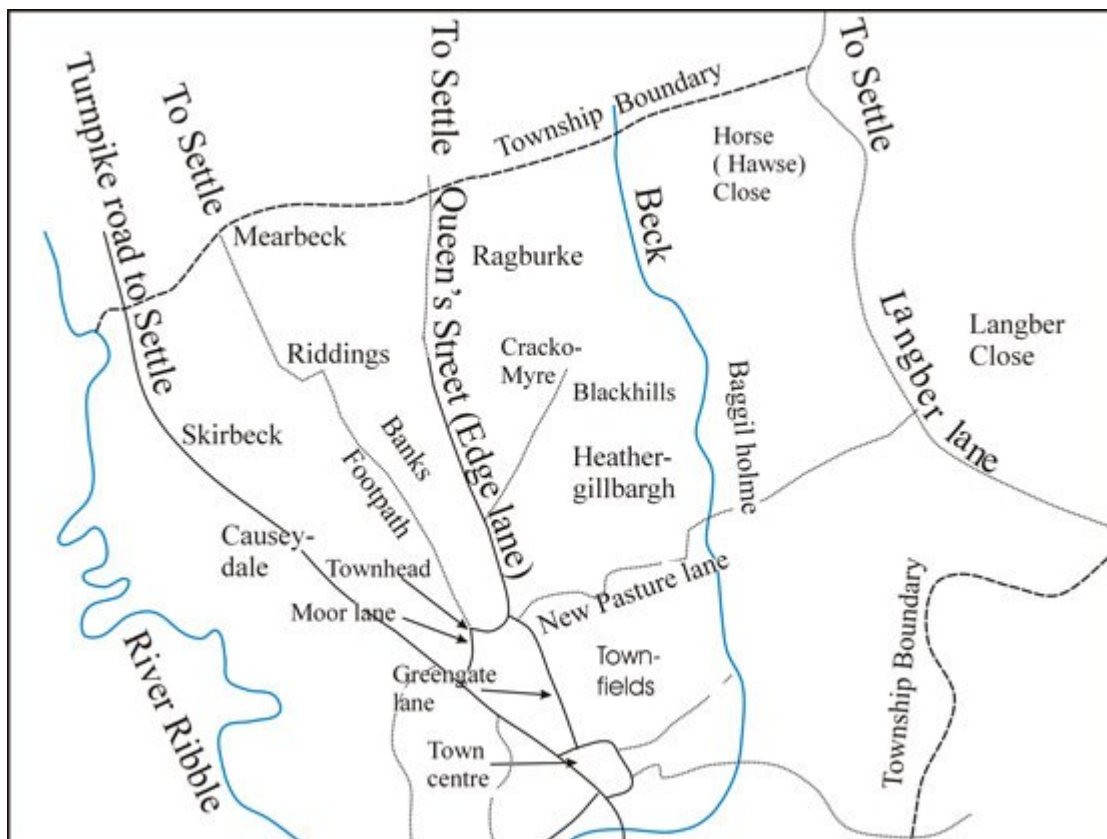 To Settle
To Settle
Turnpike road to Settle
To Settle
Township Boundary
Horse
( Hawse)
Close
Beck
Mearbeck
Queen's Street (Edge lane)
Ragburke
Langber lane
Langber
Close
Riddings
Cracko-
Myre
Blackhills
Baggil holme
Skirbeck
Banks
Footpath
Heather-
gillbargh
Causey-
dale
Townhead
Moor lane
New Pasture lane
Township Boundary
River Ribble
Greengate
lane
Town-
fields
Town
centre